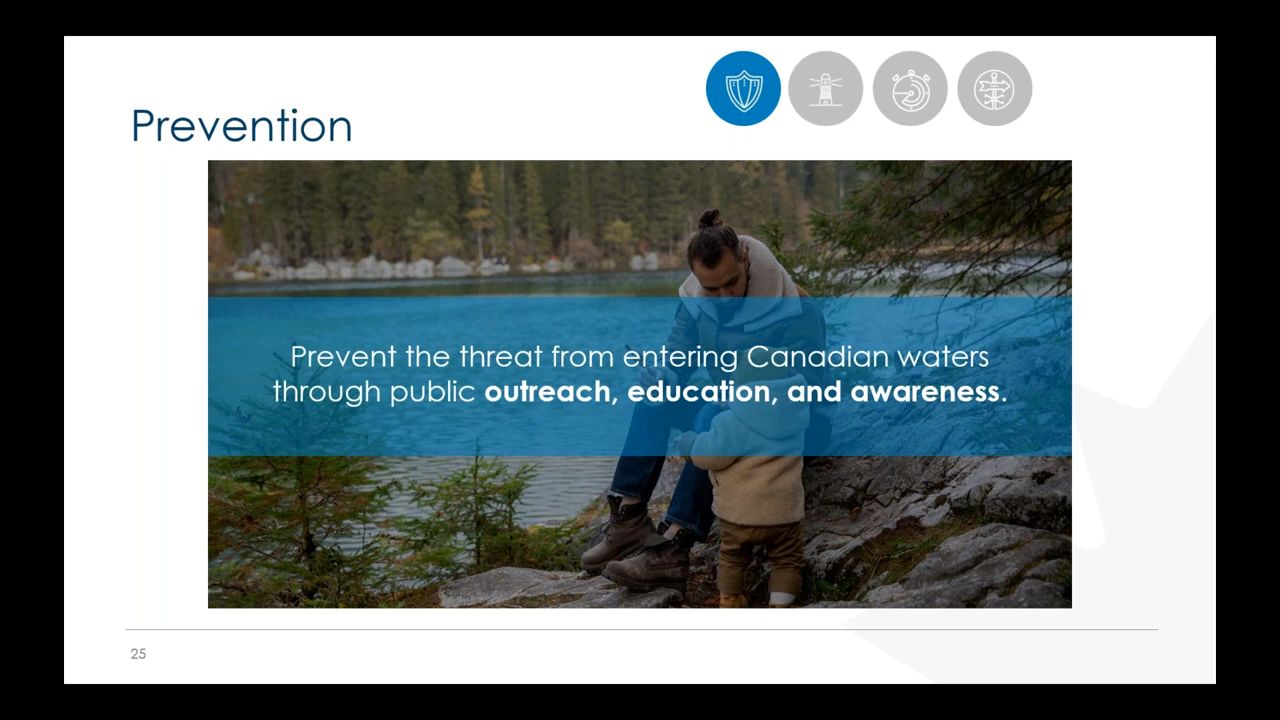 Prevention
Prevent the threat from entering Canadian waters
through public outreach, education, and awareness.
25